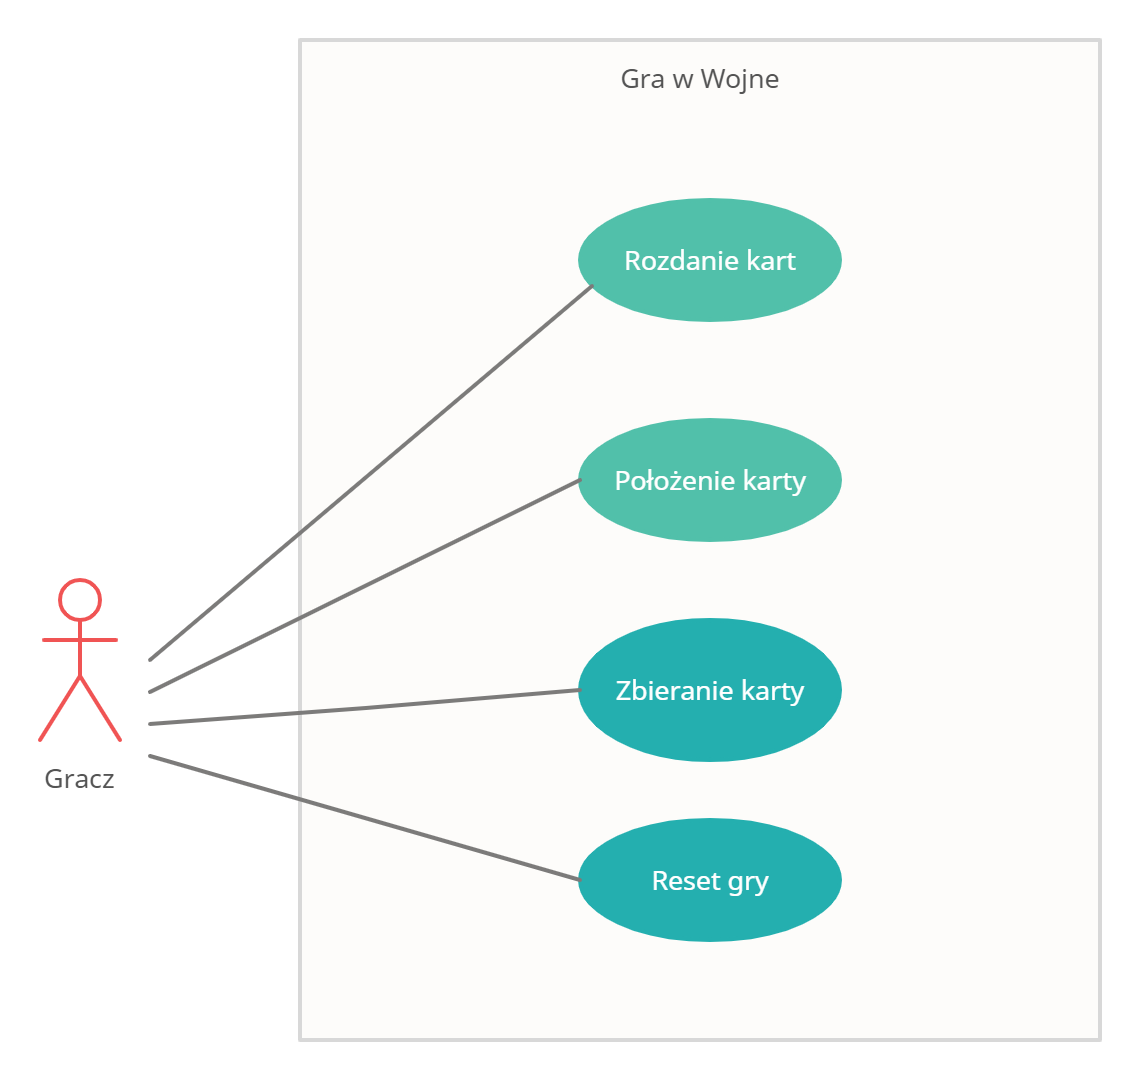 Gra w Wojne
Rozdanie kart
Położenie karty
Zbieranie karty
Reset gry
Gracz